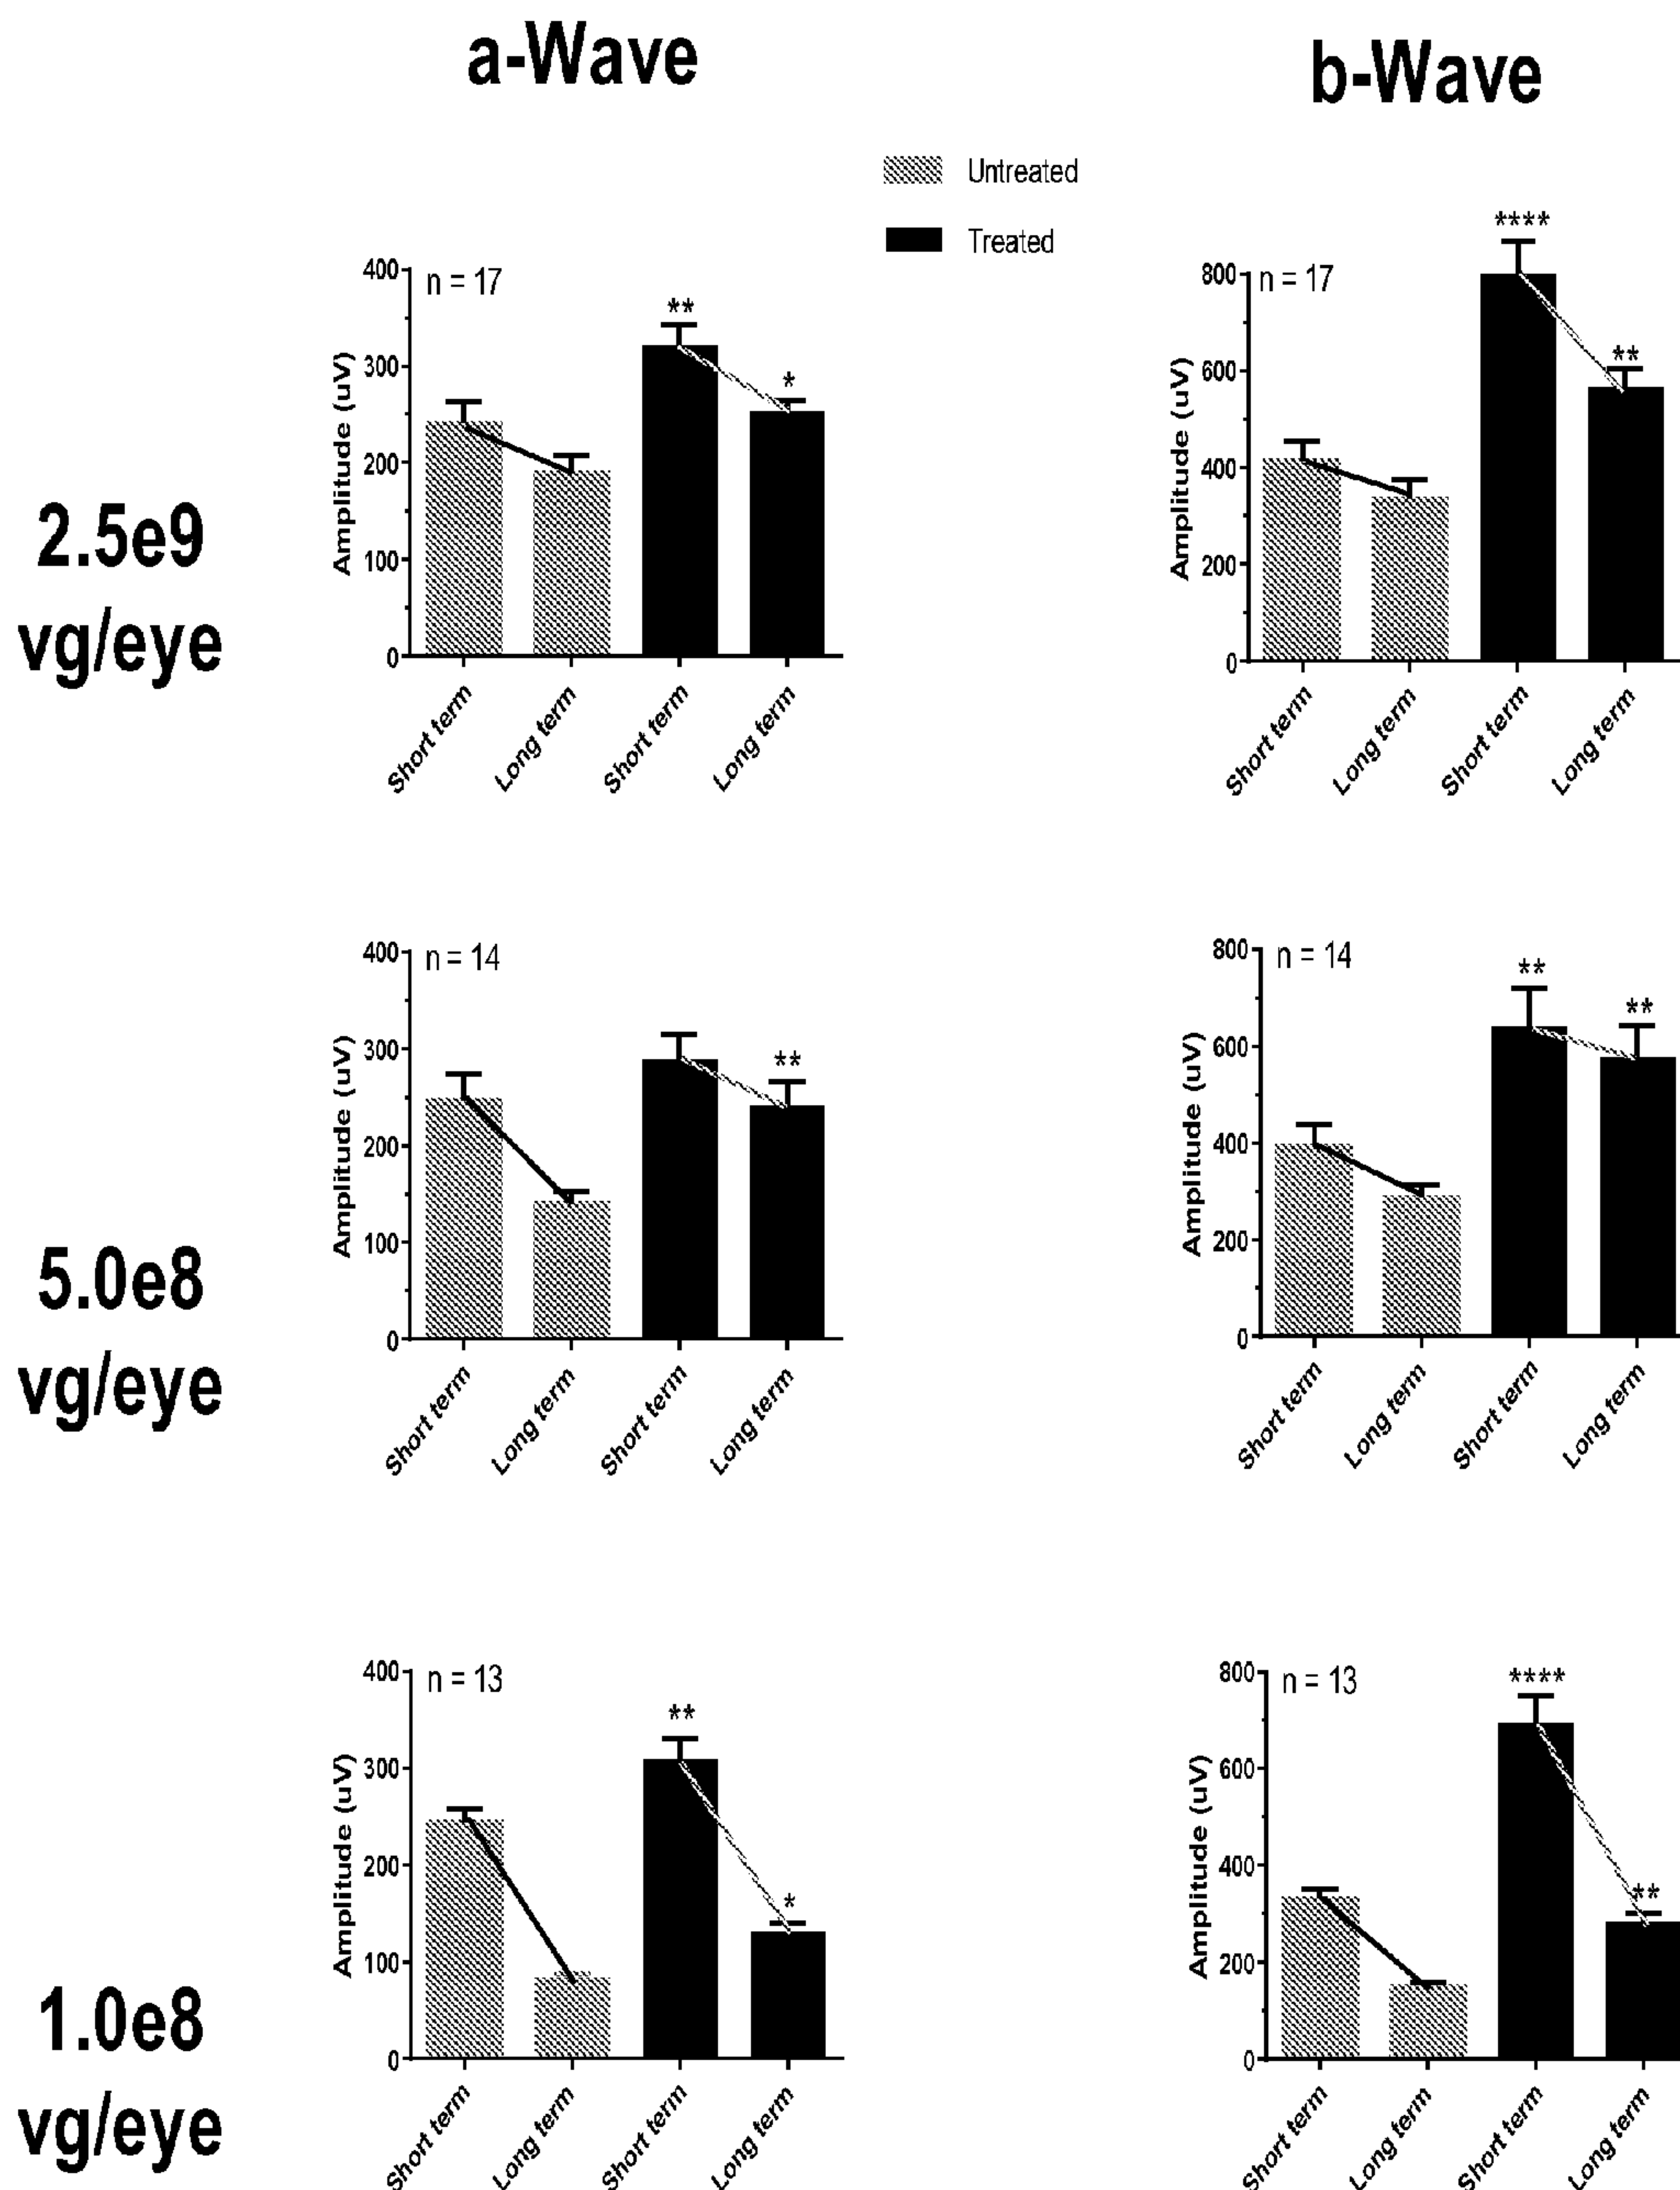 a-Wave
b-Wave
Untreated
Treated
2.5e9
vg/eye
n = 17
Amplitude (uV)
400
300
200
100
0
Short term
Long term
Short term
Long term
n = 17
Amplitude (uV)
800
600
400
200
0
Short term
Long term
Short term
Long term
**
*
****
**
5.0e8
vg/eye
n = 14
Amplitude (uV)
400
300
200
100
0
Short term
Long term
Short term
Long term
**
n = 14
Amplitude (uV)
800
600
400
200
0
Short term
Long term
Short term
Long term
**
**
1.0e8
vg/eye
n = 13
Amplitude (uV)
400
300
200
100
0
Short term
Long term
Short term
Long term
**
*
n = 13
Amplitude (uV)
800
600
400
200
0
Short term
Long term
Short term
Long term
****
**